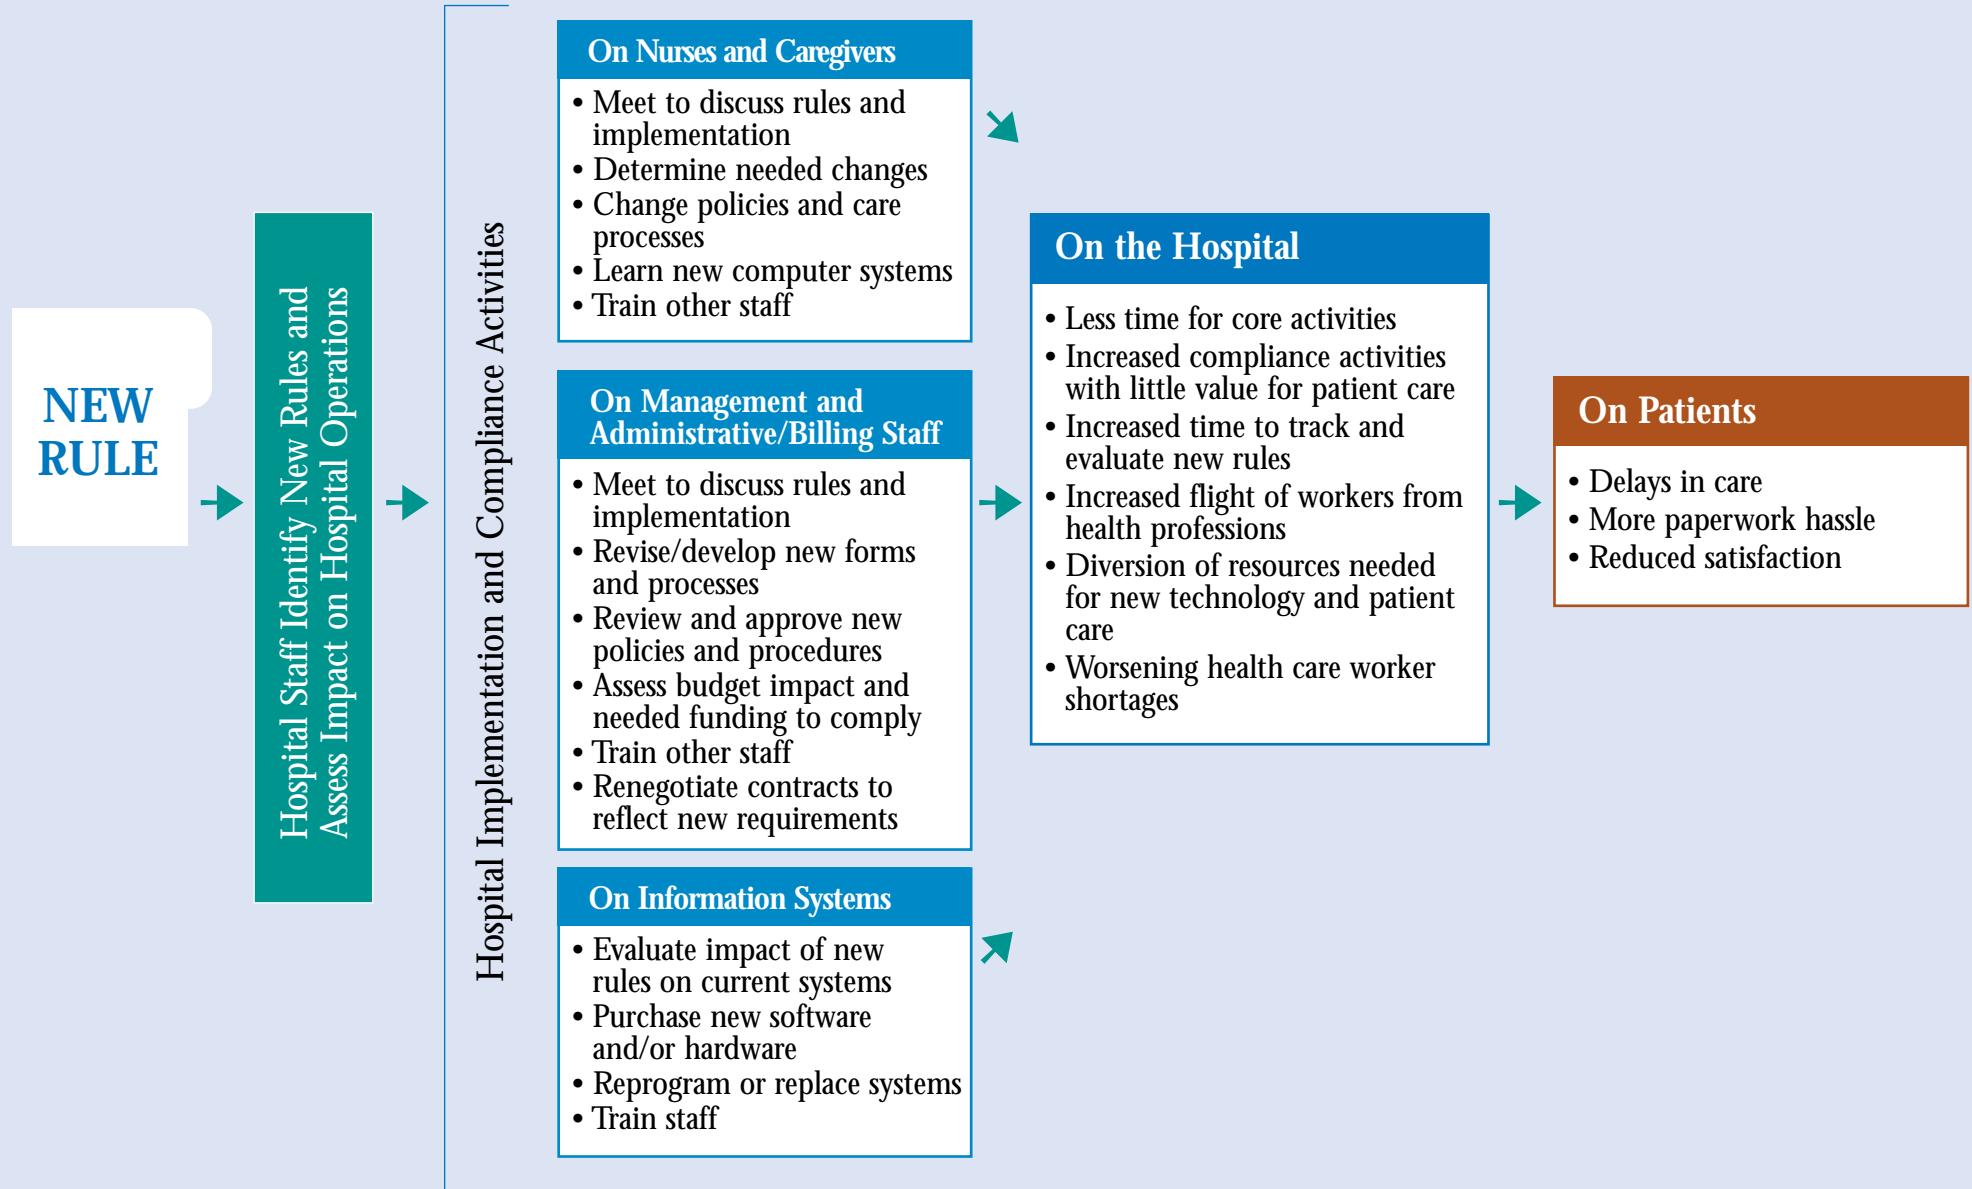 NEW
RULE
Hospital Staff Identify New Rules and
Assess Impact on Hospital Operations
Hospital Implementation and Compliance Activities
On Nurses and Caregivers
• Meet to discuss rules and
implementation
• Determine needed changes
• Change policies and care
processes
• Learn new computer systems
• Train other staff
On Management and
Administrative/Billing Staff
• Meet to discuss rules and
implementation
• Revise/develop new forms
and processes
• Review and approve new
policies and procedures
• Assess budget impact and
needed funding to comply
• Train other staff
• Renegotiate contracts to
reflect new requirements
On Information Systems
• Evaluate impact of new
rules on current systems
• Purchase new software
and/or hardware
• Reprogram or replace systems
• Train staff
On the Hospital
• Less time for core activities
• Increased compliance activities
with little value for patient care
• Increased time to track and
evaluate new rules
• Increased flight of workers from
health professions
• Diversion of resources needed
for new technology and patient
care
• Worsening health care worker
shortages
On Patients
• Delays in care
• More paperwork hassle
• Reduced satisfaction